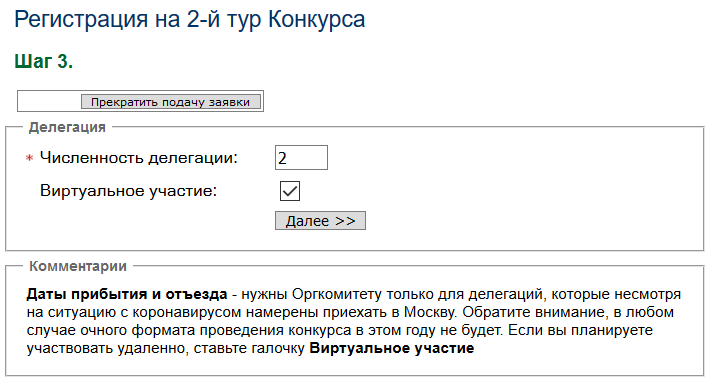 Регистрация на 2-й тур Конкурса
Шаг 3.
Прекратить подачу заявки
Делегация
* Численность делегации: 2
Виртуальное участие:
Далее >>
Комментарии
Даты прибытия и отъезда - нужны Оргкомитету только для делегаций, которые несмотря
на ситуацию с коронавирусом намерены приехать в Москву. Обратите внимание, в любом
случае очного формата проведения конкурса в этом году не будет. Если вы планируете
участвовать удаленно, ставьте галочку Виртуальное участие